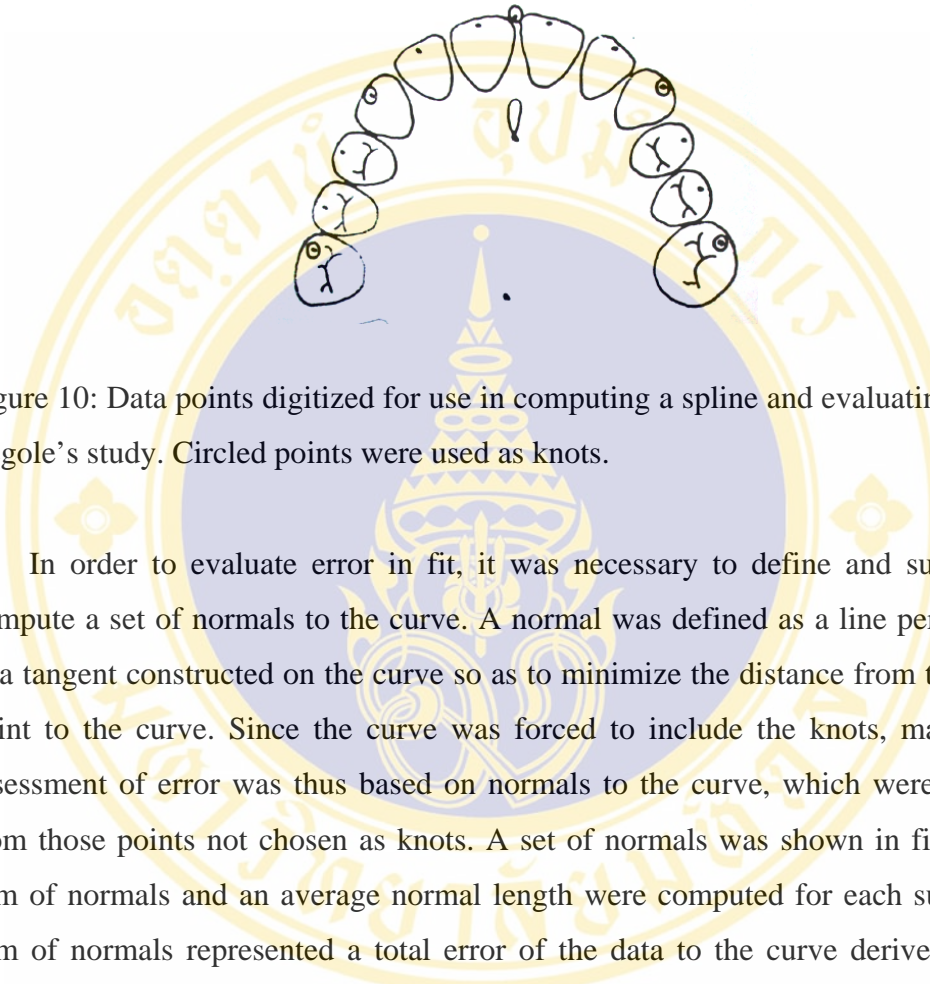 gure 10: Data points digitized for use in computing a spline and evaluatin
gole’s study. Circled points were used as knots.
In order to evaluate error in fit, it was necessary to define and su
mpute a set of normals to the curve. A normal was defined as a line per
a tangent constructed on the curve so as to minimize the distance from t
int to the curve. Since the curve was forced to include the knots, ma
sessment of error was thus based on normals to the curve, which were
om those points not chosen as knots. A set of normals was shown in fi
m of normals and an average normal length were computed for each su
m of normals represented a total error of the data to the curve derive